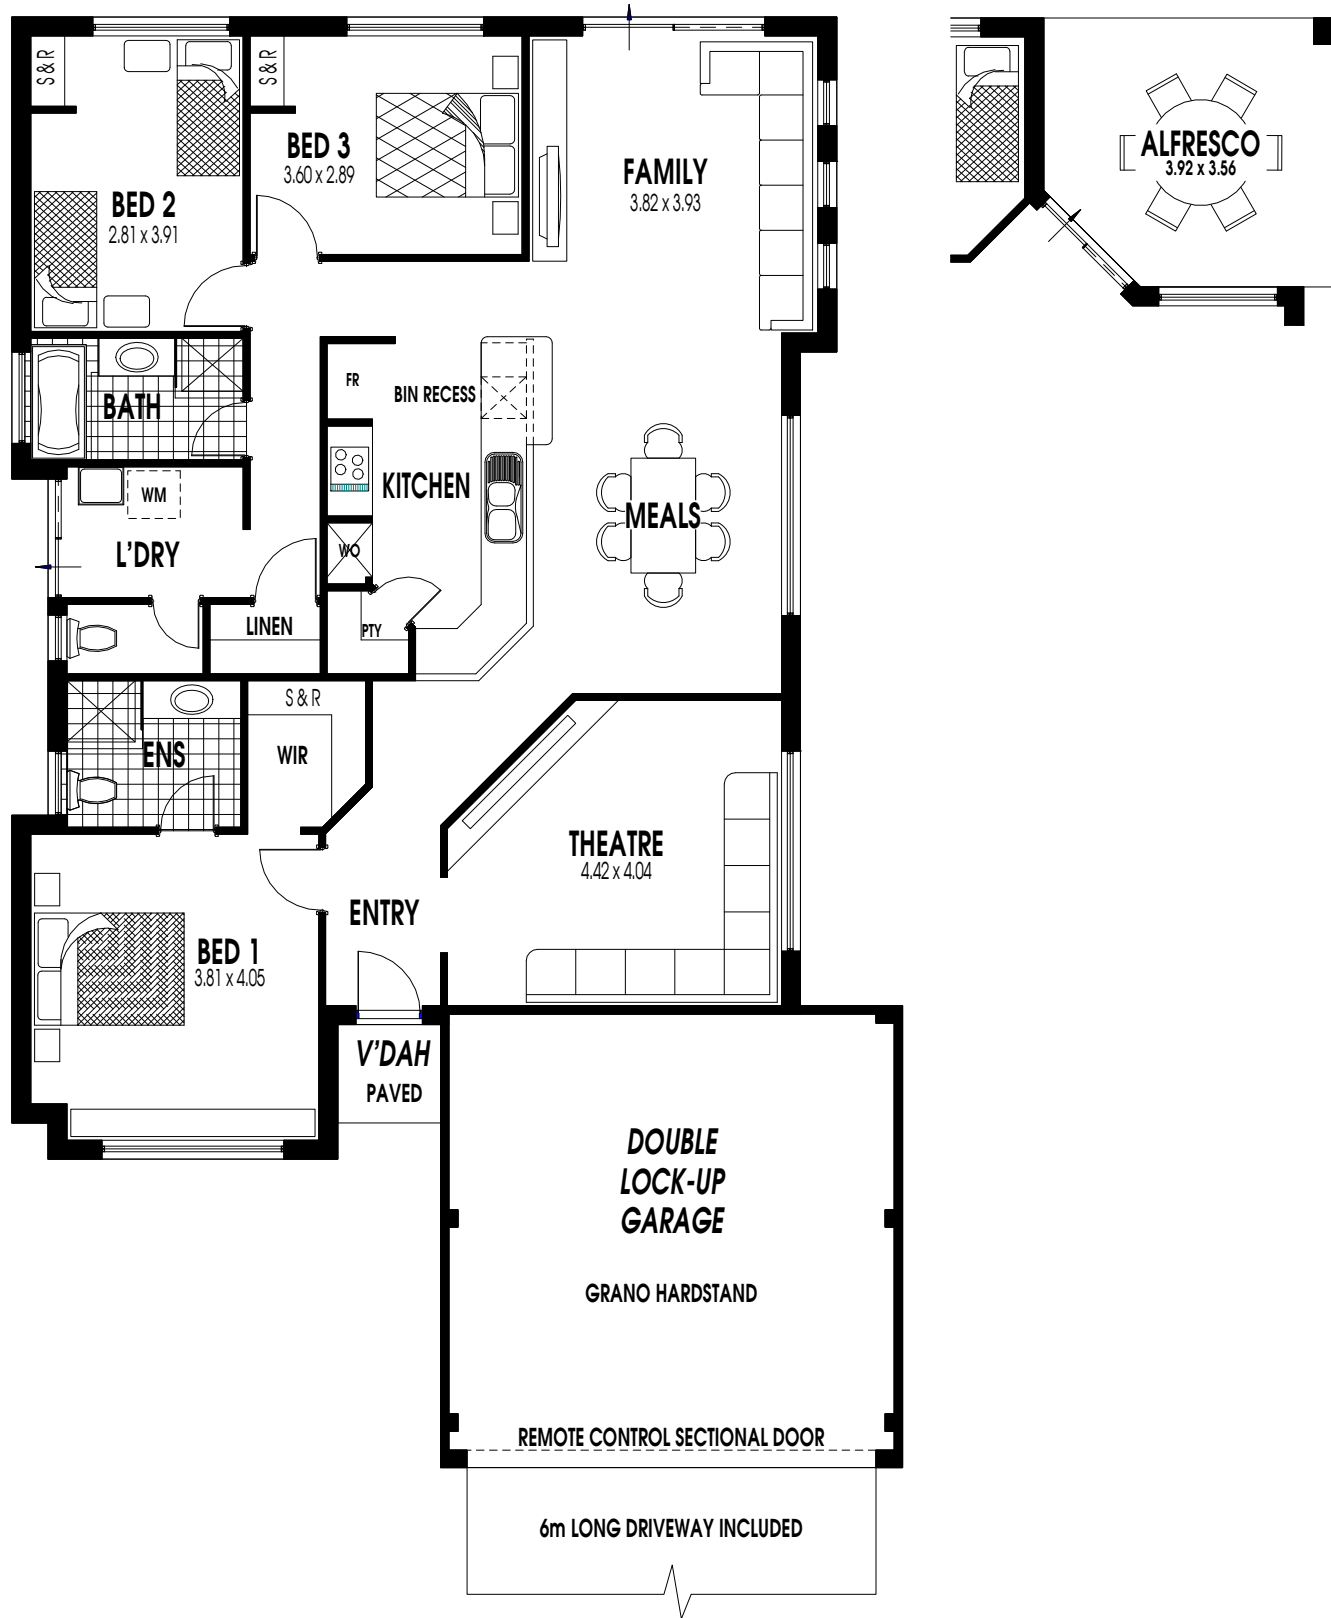 S & R
S & R
BED 3
3.60 x 2.89
BED 2
2.81 x 3.91
FAMILY
3.82 x 3.93
ALFRESCO
3.92 x 3.56
BATH
FR
BIN RECESS
KITCHEN
WM
L'DRY
WO
MEALS
LINEN
PTY
S & R
WIR
ENS
THEATRE
4.42 x 4.04
ENTRY
BED 1
3.81 x 4.05
V'DAH
PAVED
DOUBLE
LOCK-UP
GARAGE
GRANO HARDSTAND
REMOTE CONTROL SECTIONAL DOOR
6m LONG DRIVEWAY INCLUDED